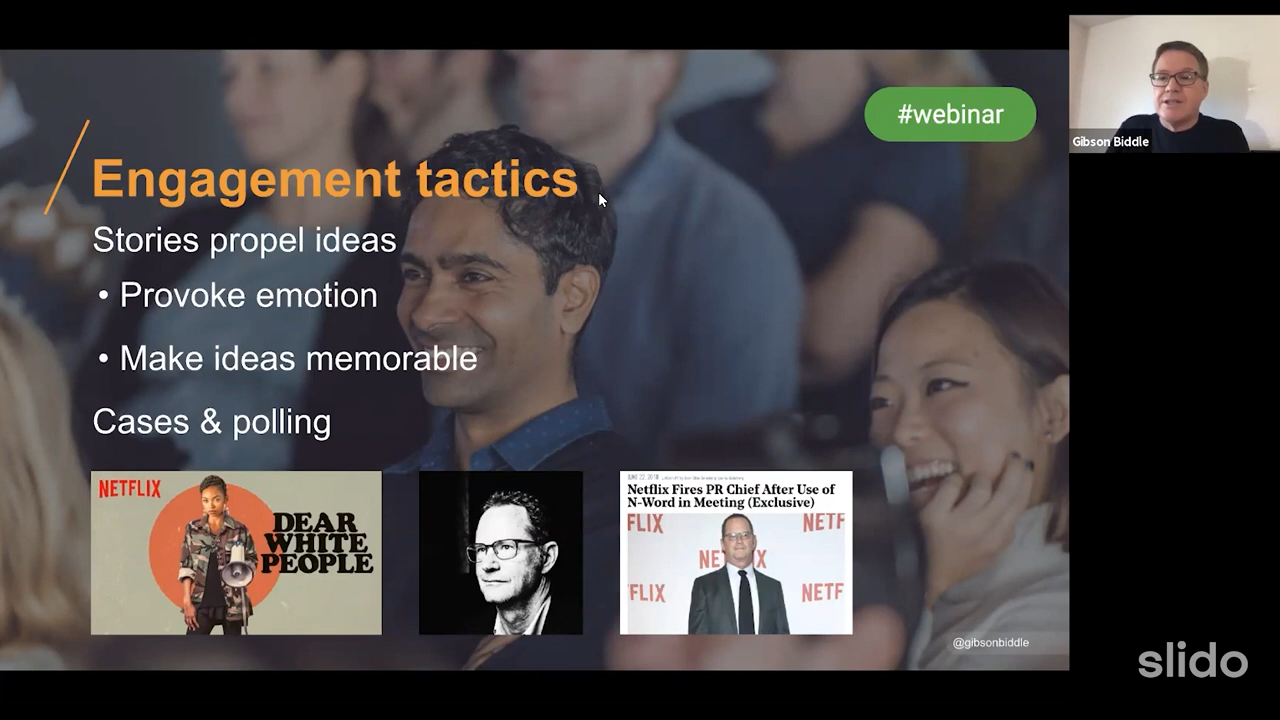 #webinar
Gibson Biddle
Engagement tactics
Stories propel ideas
• Provoke emotion
• Make ideas memorable
Cases & polling
NETFLIX
DEAR
WHITE
PEOPLE
Netflix Fires PR Chief After Use of
N-Word in Meeting (Exclusive)
FLIX
NETF
NE
X
FLIX
NETF
@gibsonbiddle
slido